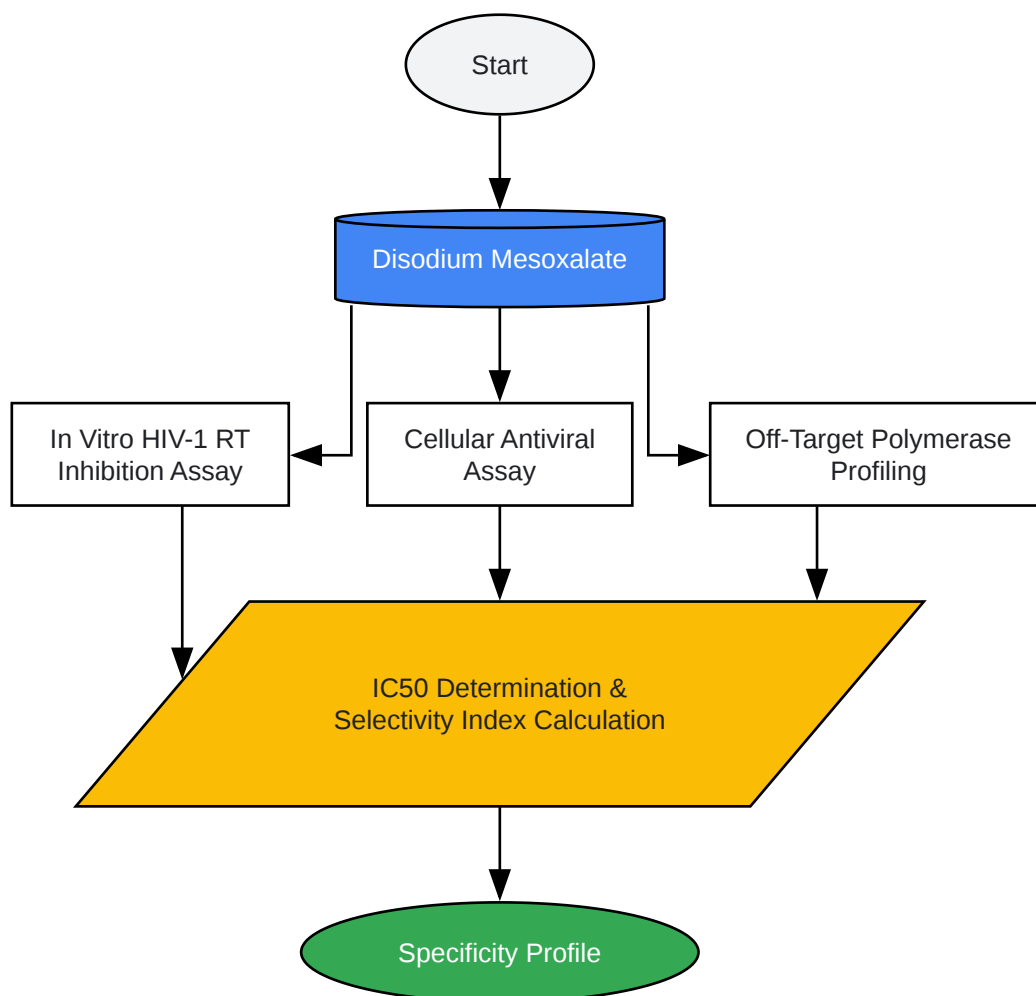 Start
Disodium Mesoxalate
In Vitro HIV-1 RT
Inhibition Assay
Cellular Antiviral
Assay
Off-Target Polymerase
Profiling
IC50 Determination &
Selectivity Index Calculation
Specificity Profile